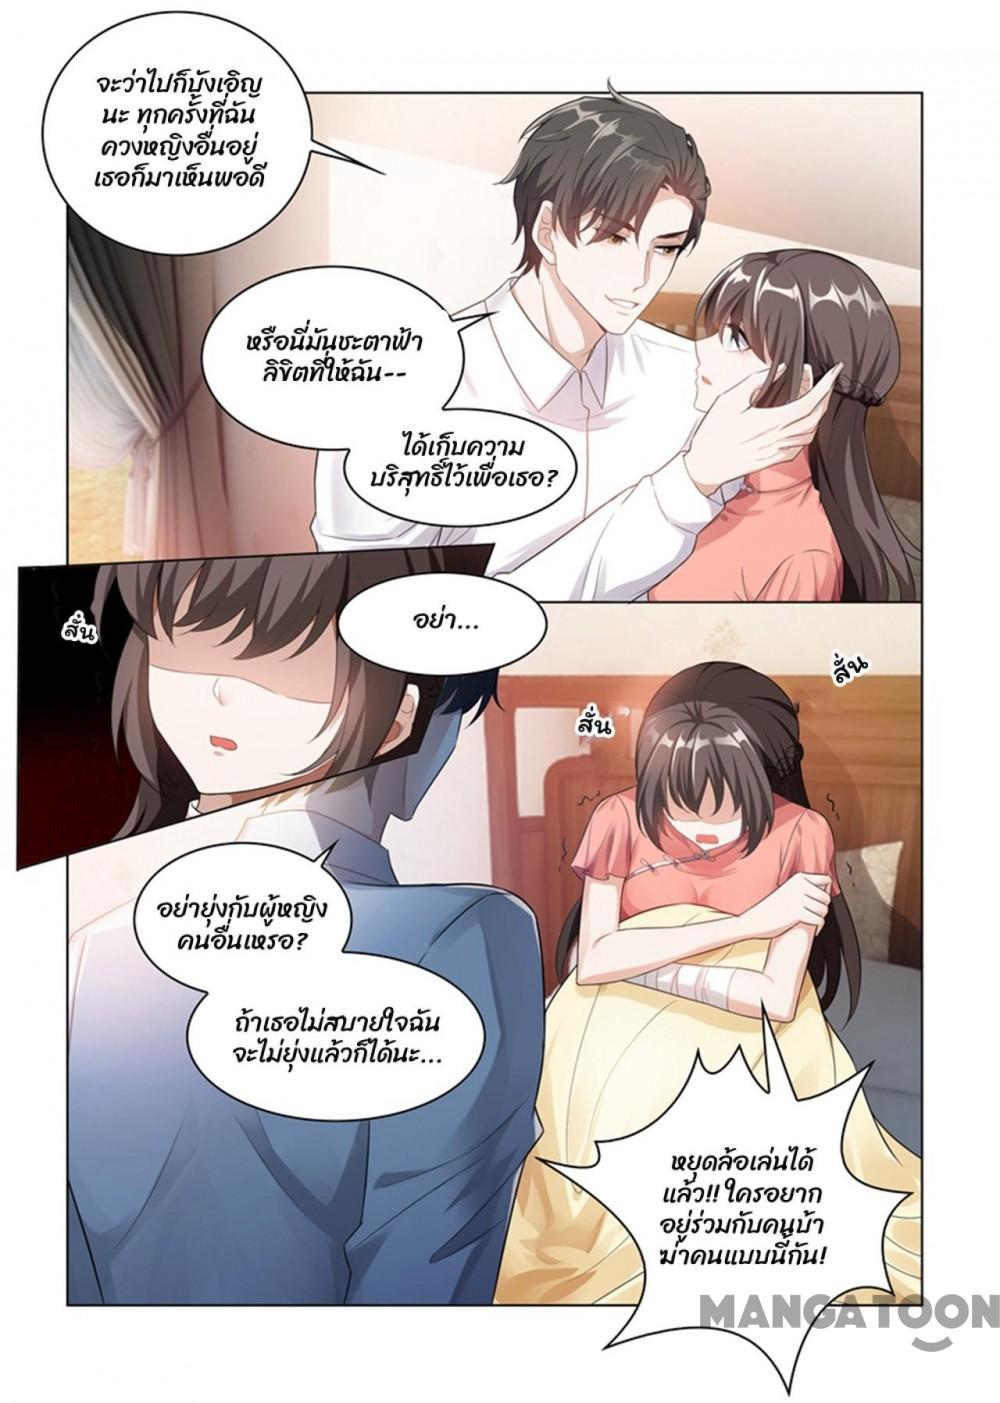 จะว่าไปก็บังเอิญ
นะ ทุกครั้งที่ฉัน
ควงหญิงอื่นอยู่
เธอก็มาเห็นพอดี
หรือนี่มันชะตาฟ้า
ลิขิตที่ให้ฉัน--
ได้เก็บความ
บริสุทธิ์ไว้เพื่อเธอ?
สั่น
อย่า...
สั่น
สั่น
อย่ายุ่งกับผู้หญิง
คนอื่นเหรอ?
ถ้าเธอไม่สบายใจฉัน
จะไม่ยุ่งแล้วก็ได้นะ...
หยุดล้อเล่นได้
แล้ว!! ใครอยาก
อยู่ร่วมกับคนบ้า
ฆ่าคนแบบนี้กัน!
MANGATOON